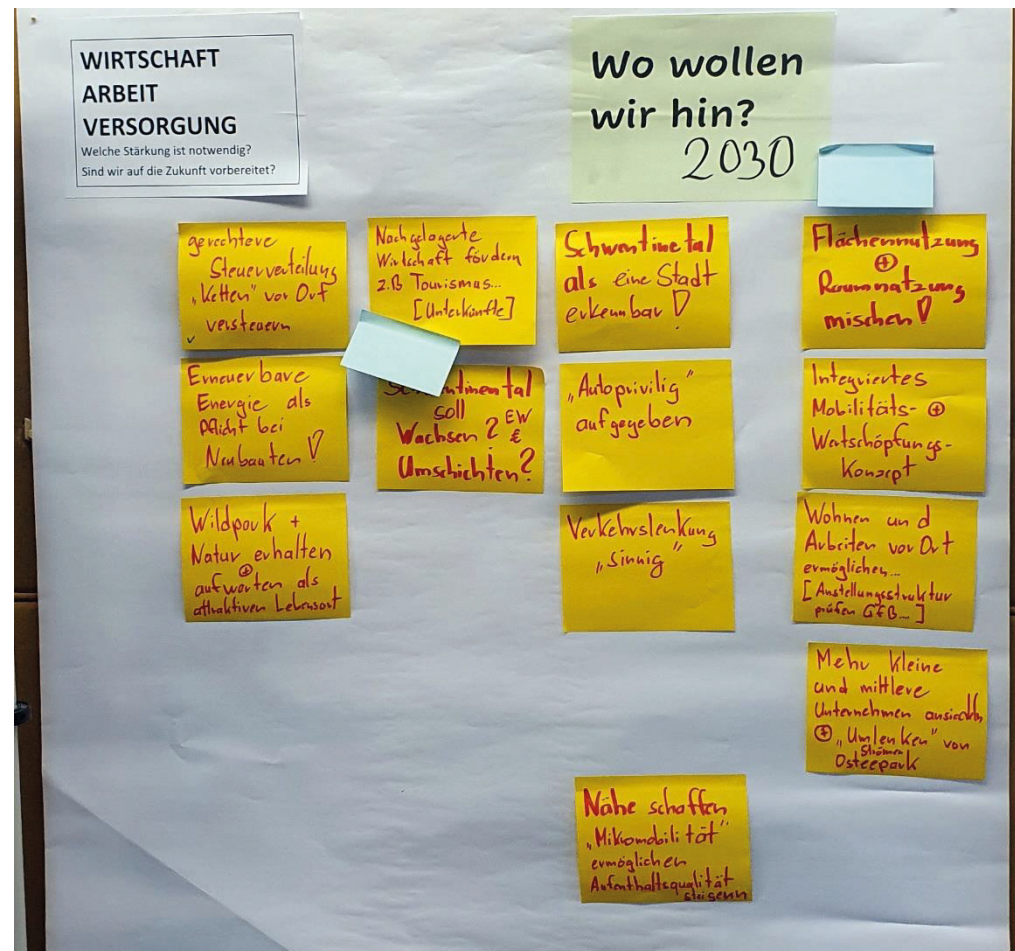 WIRTSCHAFT
ARBEIT
VERSORGUNG
Welche Stärkung ist notwendig?
Sind wir auf die Zukunft vorbereitet?
Wo wollen
wir hin?
2030
gerechtere
Steuerverteilung
„Ketten" vor Ort
versteuern
Nachgelagerte
Wirtschaft fördern
z.B Tourismus...
[Unterkünfte]
Schwentinetal
als eine Stadt
erkennbar!
Flächennutzung
⊕
Raumnutzung
mischen!
Erneuerbare
Energie als
Pflicht bei
Neubauten!
Schwentinental
soll
Wachsen? EW €
Umschichten?
„Autoprivilig"
aufgegeben
Integriertes
Mobilitäts- ⊕
Wertschöpfungs-
Konzept
Wildpark +
Natur erhalten
⊕
aufwerten als
attraktiven Lebensort
Verkehrslenkung
„sinnig"
Wohnen und
Arbeiten vor Ort
ermöglichen...
[Anstellungsstruktur
prüfen GfB...]
Mehr kleine
und mittlere
Unternehmen ansiedeln
⊕ „Umlenken" von
Strömen
Osteepark
Nähe schaffen
„Mikromobilität"
ermöglichen
Aufenthaltsqualität
steigern